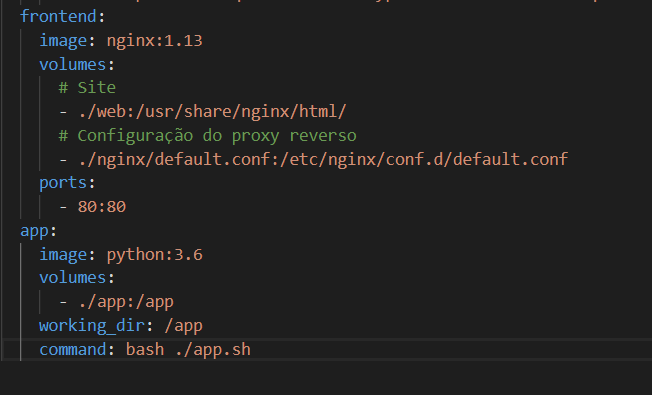 frontend:
image: nginx:1.13
volumes:
# Site
- ./web:/usr/share/nginx/html/
# Configuração do proxy reverso
- ./nginx/default.conf:/etc/nginx/conf.d/default.conf
ports:
- 80:80
app:
image: python:3.6
volumes:
- ./app:/app
working_dir: /app
command: bash ./app.sh